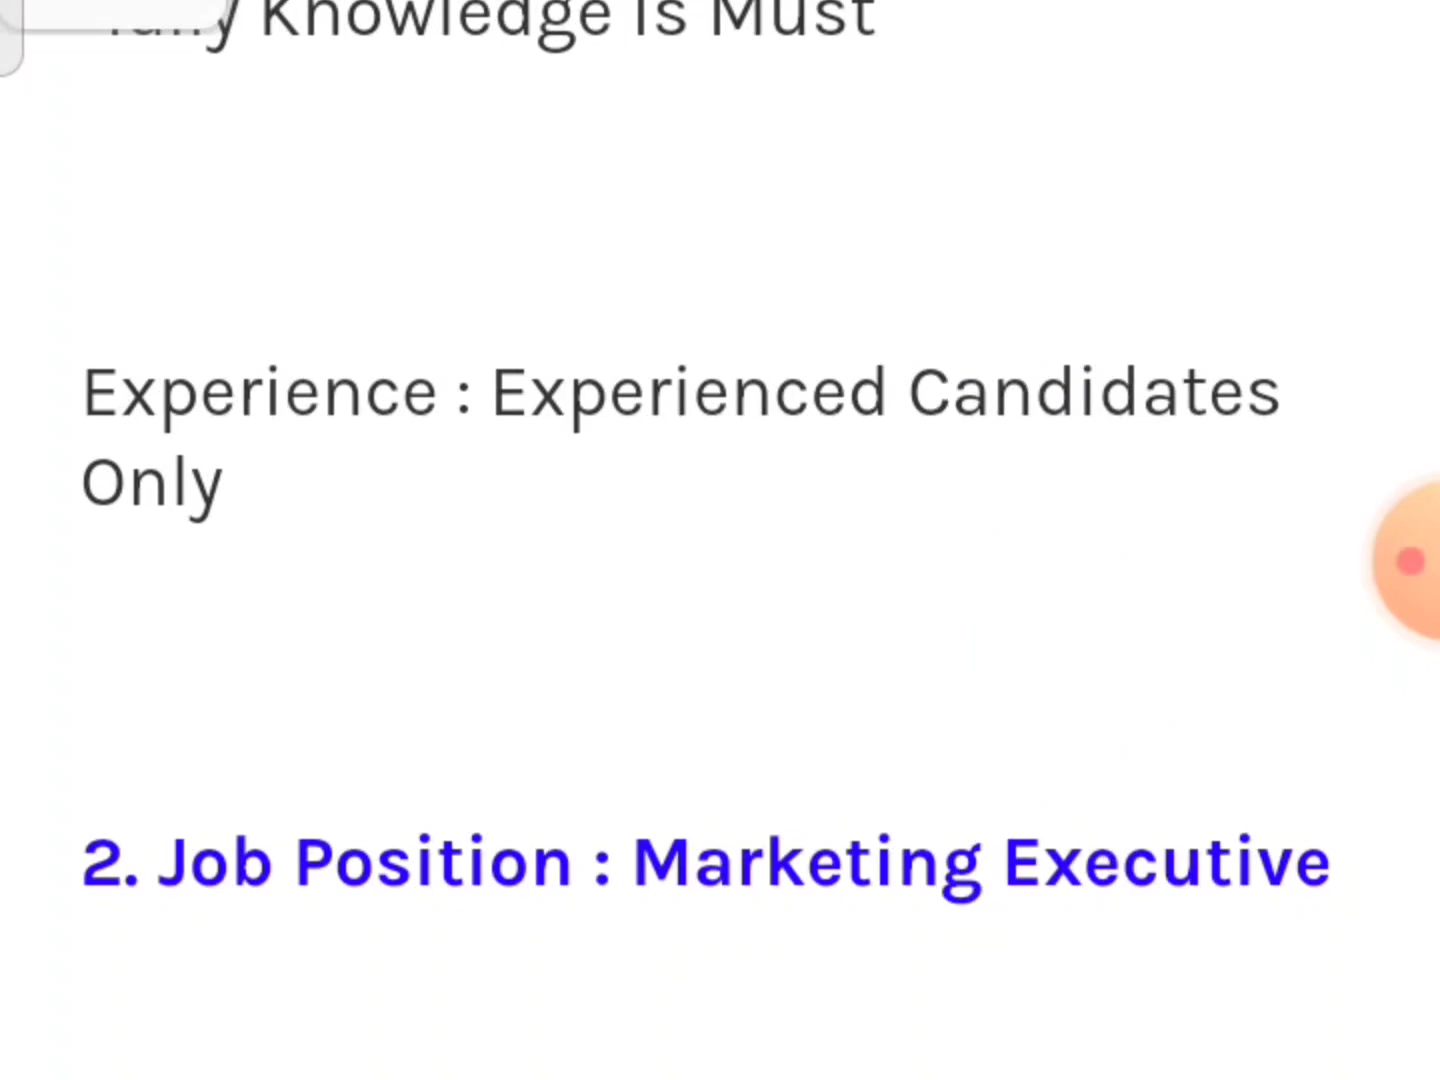 Knowledge Is Must
Experience : Experienced Candidates
Only
2. Job Position : Marketing Executive